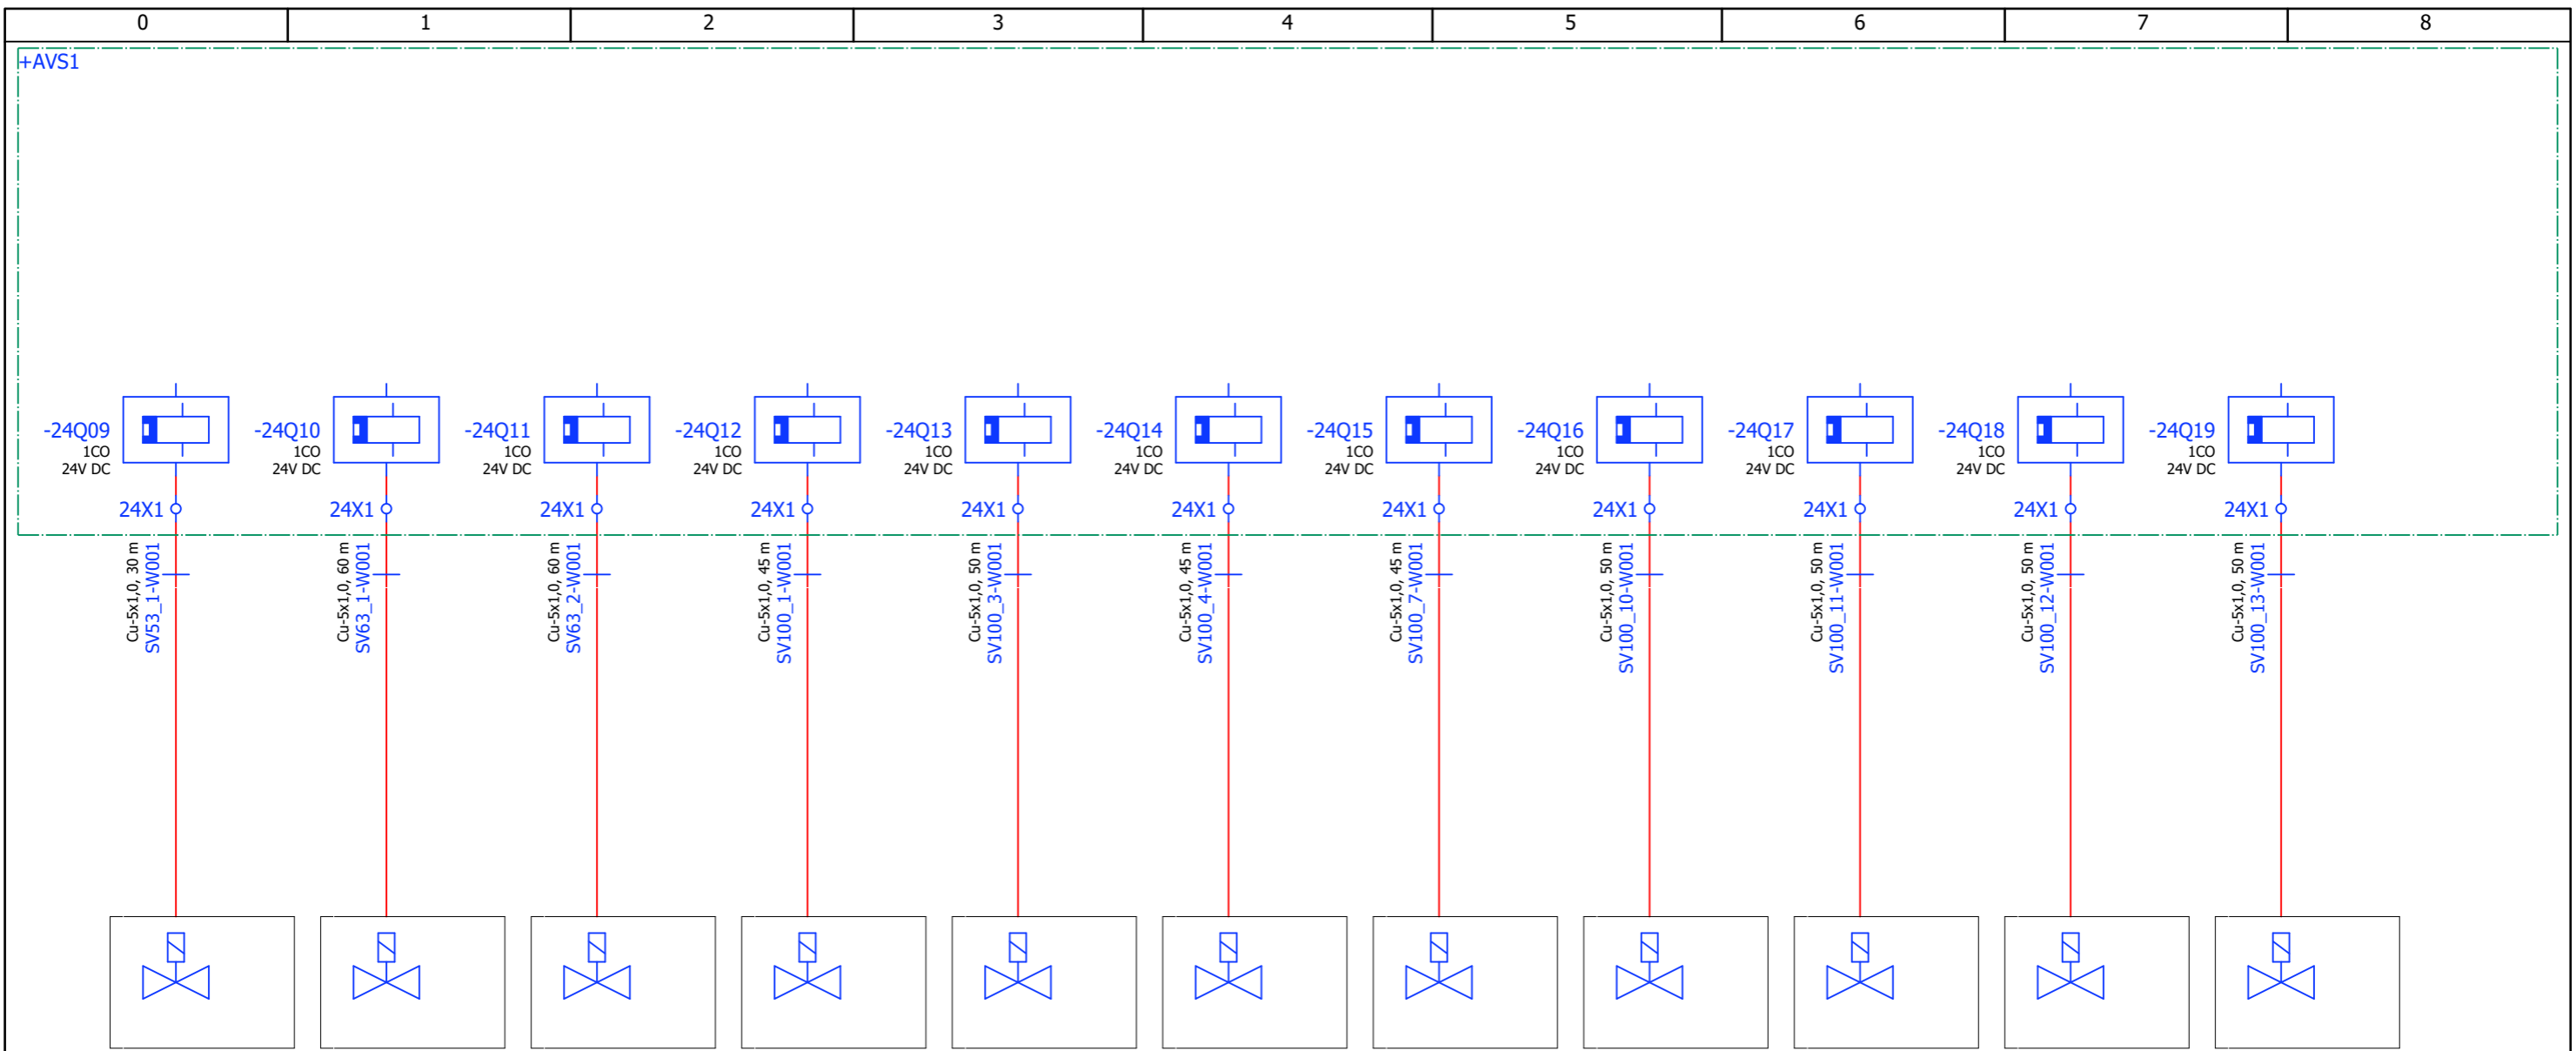 0 1 2 3 4 5 6 7 8
+AVS1
-24Q09
1CO
24V DC
24X1
Cu-5x1,0, 30 m
SV53_1-W001
-24Q10
1CO
24V DC
24X1
Cu-5x1,0, 60 m
SV63_1-W001
-24Q11
1CO
24V DC
24X1
Cu-5x1,0, 60 m
SV63_2-W001
-24Q12
1CO
24V DC
24X1
Cu-5x1,0, 45 m
SV100_1-W001
-24Q13
1CO
24V DC
24X1
Cu-5x1,0, 50 m
SV100_3-W001
-24Q14
1CO
24V DC
24X1
Cu-5x1,0, 45 m
SV100_4-W001
-24Q15
1CO
24V DC
24X1
Cu-5x1,0, 45 m
SV100_7-W001
-24Q16
1CO
24V DC
24X1
Cu-5x1,0, 50 m
SV100_10-W001
-24Q17
1CO
24V DC
24X1
Cu-5x1,0, 50 m
SV100_11-W001
-24Q18
1CO
24V DC
24X1
Cu-5x1,0, 50 m
SV100_12-W001
-24Q19
1CO
24V DC
24X1
Cu-5x1,0, 50 m
SV100_13-W001